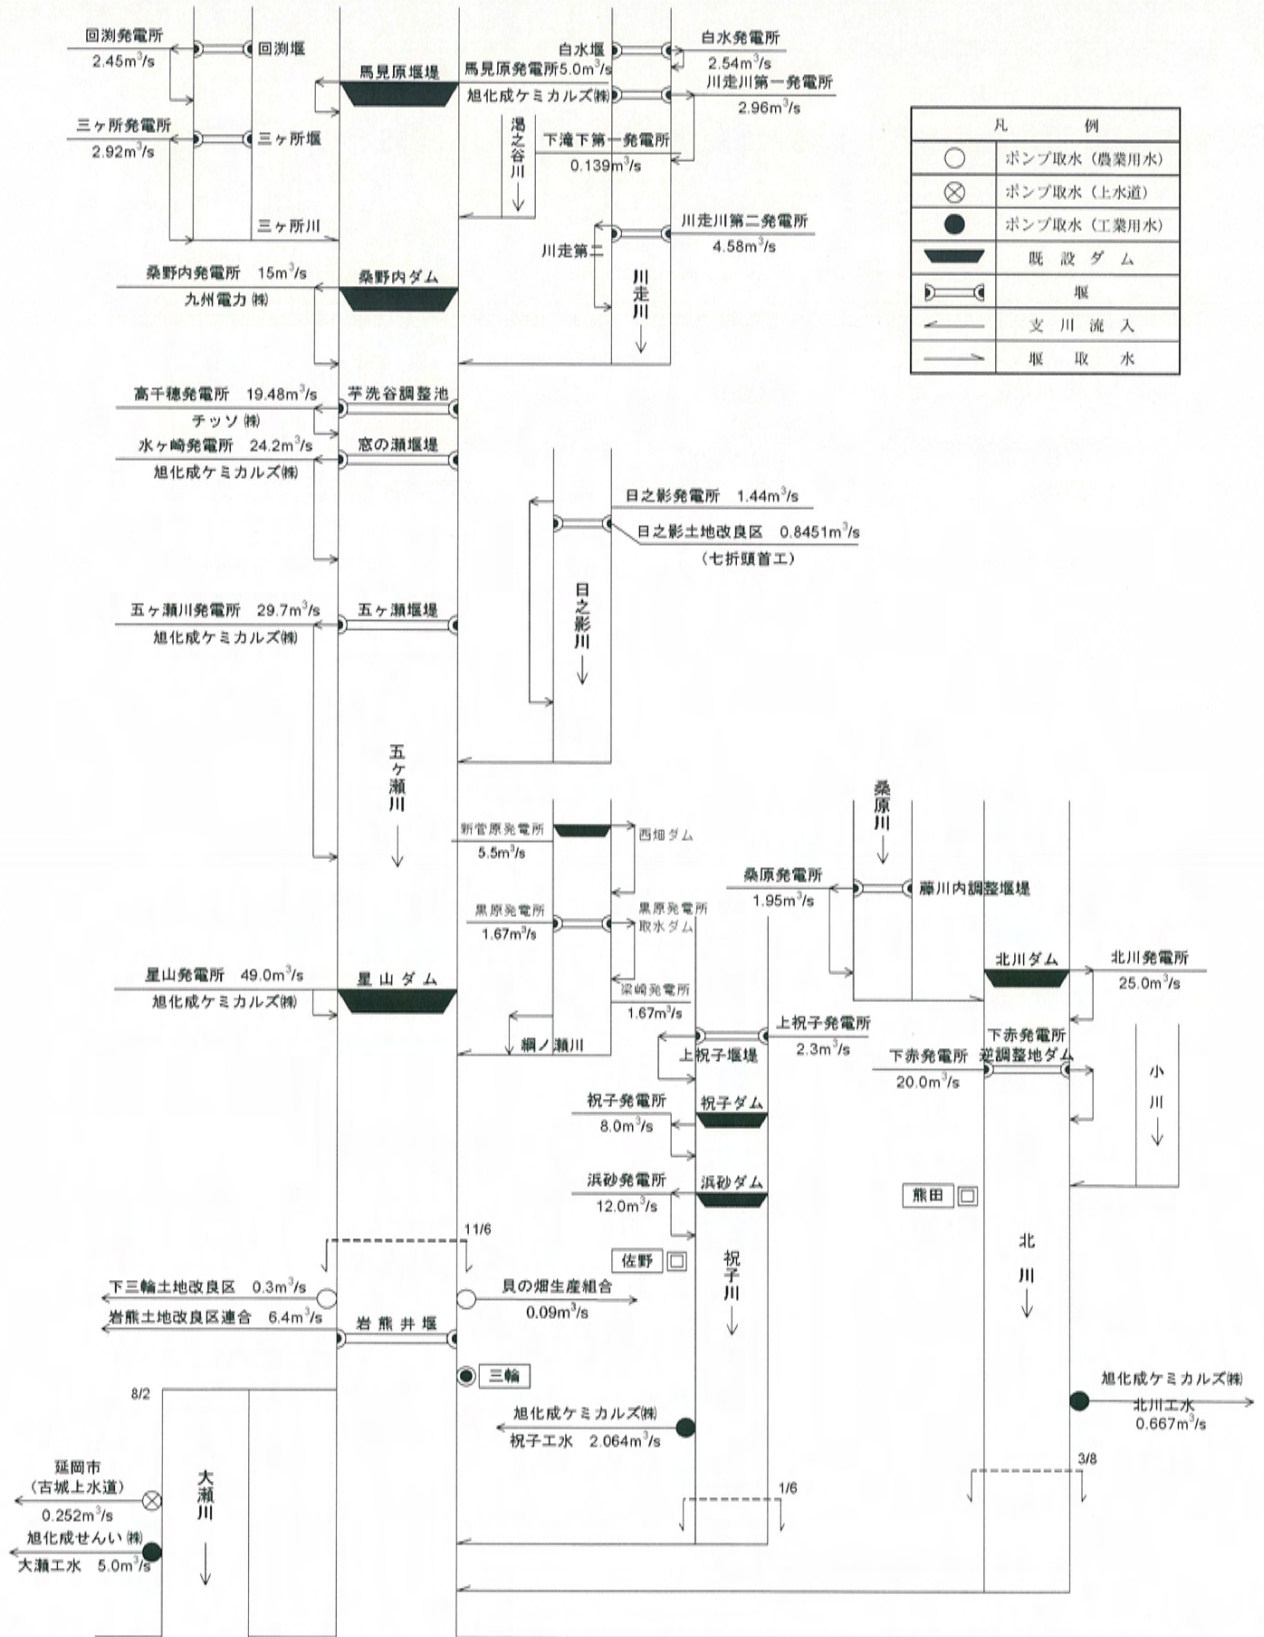 回渕発電所
2.45m³/s
回渕堰
三ヶ所発電所
2.92m³/s
三ヶ所堰
三ヶ所川
馬見原堰堤
馬見原発電所5.0m³/s
旭化成ケミカルズ㈱
白水堰
白水発電所
2.54m³/s
川走川第一発電所
2.96m³/s
渇之谷川
下滝下第一発電所
0.139m³/s
川走川第二発電所
4.58m³/s
川走第二
川走川
凡例
ポンプ取水（農業用水）
ポンプ取水（上水道）
ポンプ取水（工業用水）
既設ダム
堰
支川流入
堰取水
桑野内発電所 15m³/s
九州電力㈱
桑野内ダム
高千穂発電所 19.48m³/s
チッソ㈱
芋洗谷調整池
水ヶ崎発電所 24.2m³/s
旭化成ケミカルズ㈱
窓の瀬堰堤
日之影発電所 1.44m³/s
日之影土地改良区 0.8451m³/s
（七折頭首工）
日之影川
五ヶ瀬川発電所 29.7m³/s
旭化成ケミカルズ㈱
五ヶ瀬堰堤
五ヶ瀬川
新菅原発電所
5.5m³/s
西畑ダム
黒原発電所
1.67m³/s
黒原発電所
取水ダム
梁崎発電所
1.67m³/s
綱ノ瀬川
星山発電所 49.0m³/s
旭化成ケミカルズ㈱
星山ダム
桑原川
桑原発電所
1.95m³/s
藤川内調整堰堤
北川ダム
北川発電所
25.0m³/s
上祝子発電所
2.3m³/s
上祝子堰堤
下赤発電所
20.0m³/s
下赤発電所
逆調整地ダム
小川
祝子発電所
8.0m³/s
祝子ダム
浜砂発電所
12.0m³/s
浜砂ダム
熊田
佐野
祝子川
北川
11/6
下三輪土地改良区 0.3m³/s
岩熊土地改良区連合 6.4m³/s
貝の畑生産組合
0.09m³/s
岩熊井堰
三輪
8/2
旭化成ケミカルズ㈱
祝子工水 2.064m³/s
旭化成ケミカルズ㈱
北川工水
0.667m³/s
3/8
1/6
延岡市
（古城上水道）
0.252m³/s
旭化成せんい㈱
大瀬工水 5.0m³/s
大瀬川